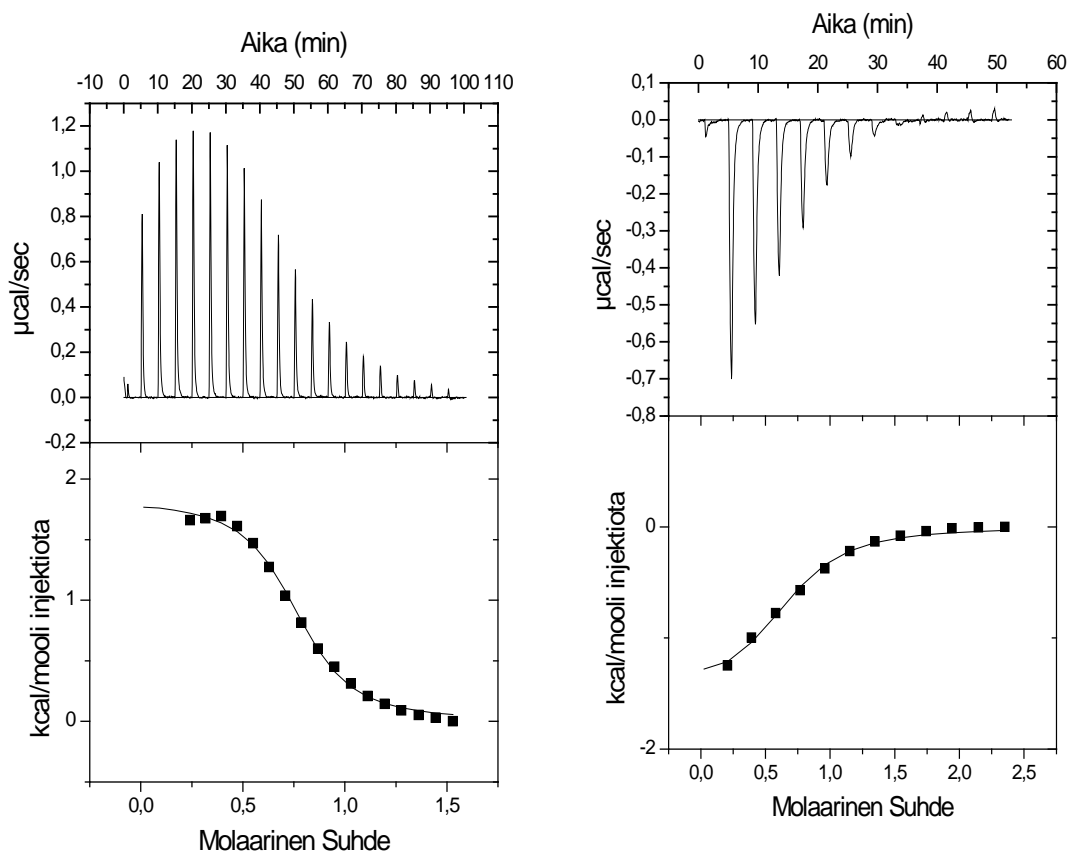 Aika (min)
-10 0 10 20 30 40 50 60 70 80 90 100 110
1,2
1,0
0,8
0,6
0,4
0,2
0,0
-0,2
µcal/sec
2
1
0
kcal/mooli injektiota
0,0 0,5 1,0 1,5
Molaarinen Suhde
Aika (min)
0 10 20 30 40 50 60
0,1
0,0
-0,1
-0,2
-0,3
-0,4
-0,5
-0,6
-0,7
-0,8
µcal/sec
0
-2
kcal/mooli injektiota
0,0 0,5 1,0 1,5 2,0 2,5
Molaarinen Suhde